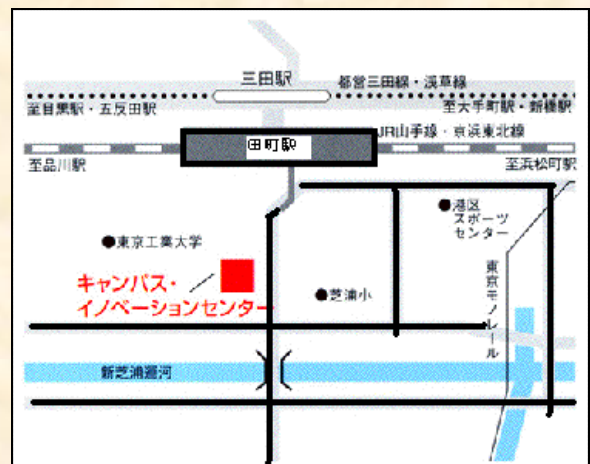 三田駅
都営三田線・浅草線
至目黒駅・五反田駅
至大手町駅・新橋駅
田町駅
JR山手線・京浜東北線
至品川駅
至浜松町駅
●港区
スポーツ
センター
●東京工業大学
キャンパス・
イノベーションセンター
●芝浦小
東京モノレール
新芝浦運河